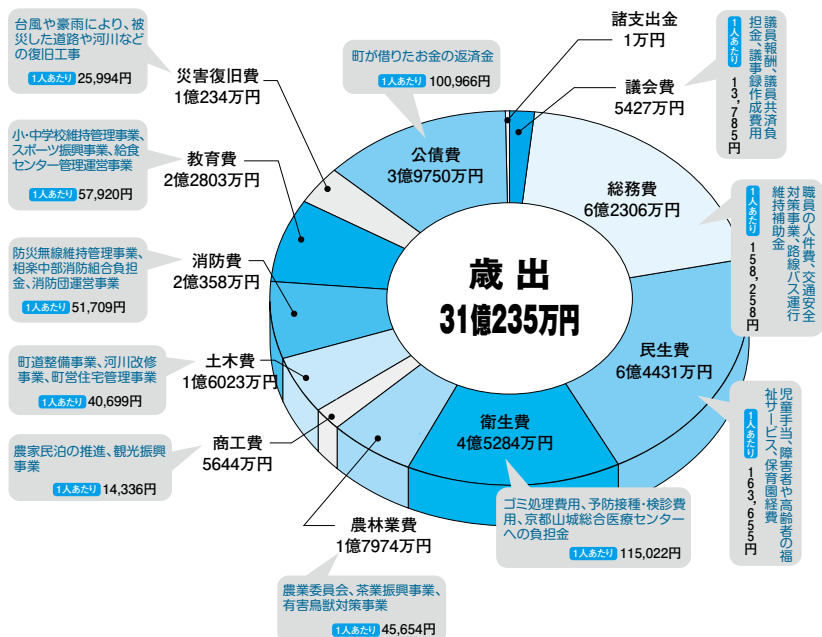 歳出
31億235万円
諸支出金
1万円
議会費
5427万円
議員報酬、議員共済負
担金、議事録作成費用
1人あたり 13,785円
総務費
6億2306万円
職員の人件費、交通安全
対策事業、路線バス運行
維持補助金
1人あたり 158,258円
民生費
6億4431万円
児童手当、障害者や高齢者の福
祉サービス、保育園経費
1人あたり 163,655円
衛生費
4億5284万円
ゴミ処理費用、予防接種・検診費
用、京都山城総合医療センター
への負担金
1人あたり 115,022円
農林業費
1億7974万円
農業委員会、茶業振興事業、
有害鳥獣対策事業
1人あたり 45,654円
商工費
5644万円
農家民泊の推進、観光振興
事業
1人あたり 14,336円
土木費
1億6023万円
町道整備事業、河川改修
事業、町営住宅管理事業
1人あたり 40,699円
消防費
2億358万円
防災無線維持管理事業、
相楽中部消防組合負担
金、消防団運営事業
1人あたり 51,709円
教育費
2億2803万円
小・中学校維持管理事業、
スポーツ振興事業、給食
センター管理運営事業
1人あたり 57,920円
災害復旧費
1億234万円
台風や豪雨により、被
災した道路や河川など
の復旧工事
1人あたり 25,994円
公債費
3億9750万円
町が借りたお金の返済金
1人あたり 100,966円